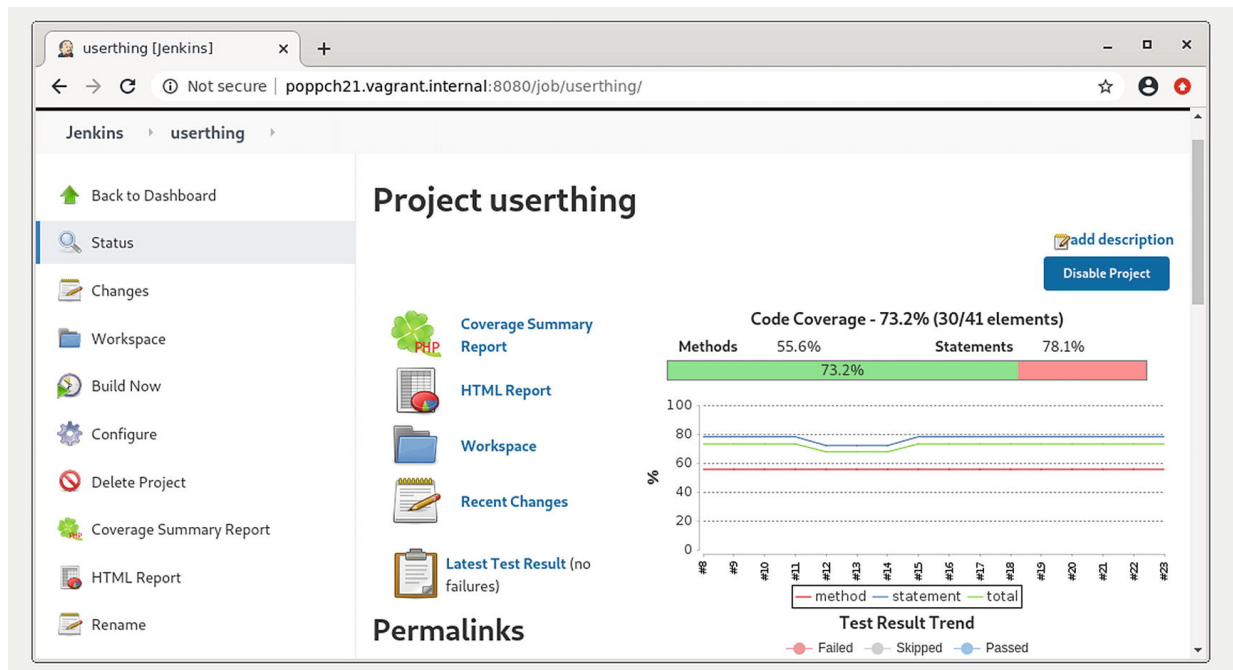 userthing [Jenkins]
Not secure | poppch21.vagrant.internal:8080/job/userthing/
Jenkins
userthing
Back to Dashboard
Status
Changes
Workspace
Build Now
Configure
Delete Project
Coverage Summary Report
HTML Report
Rename
Project userthing
add description
Disable Project
PHP
Coverage Summary
Report
HTML Report
Workspace
Recent Changes
Latest Test Result (no
failures)
Permalinks
Code Coverage - 73.2% (30/41 elements)
Methods 55.6% Statements 78.1%
73.2%
100
80
60
40
20
0
%
#8 #9 #10 #11 #12 #13 #14 #15 #16 #17 #18 #19 #20 #21 #22 #23
method statement total
Test Result Trend
Failed Skipped Passed